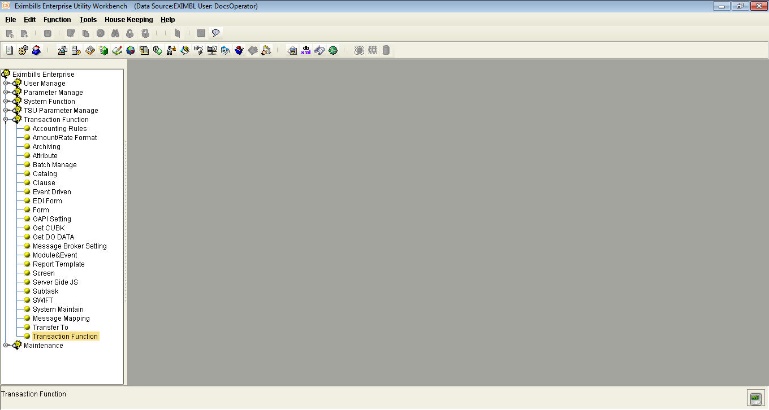 Eximbills Enterprise Utility Workbench (Data Source:EXIMBL User: DocsOperator)
File Edit Function Tools House Keeping Help
Eximbills Enterprise
User Manage
Parameter Manage
System Function
TSU Parameter Manage
Transaction Function
Accounting Rules
Amount/Rate Format
Archiving
Attribute
Batch Manage
Catalog
Clause
Event Driven
EDI Form
Form
OAPI Setting
Get CUBK
Get DO DATA
Message Broker Setting
Module&Event
Report Template
Screen
Server Side JS
Subtask
SWIFT
System Maintain
Message Mapping
Transfer To
Transaction Function
Maintenance
Transaction Function